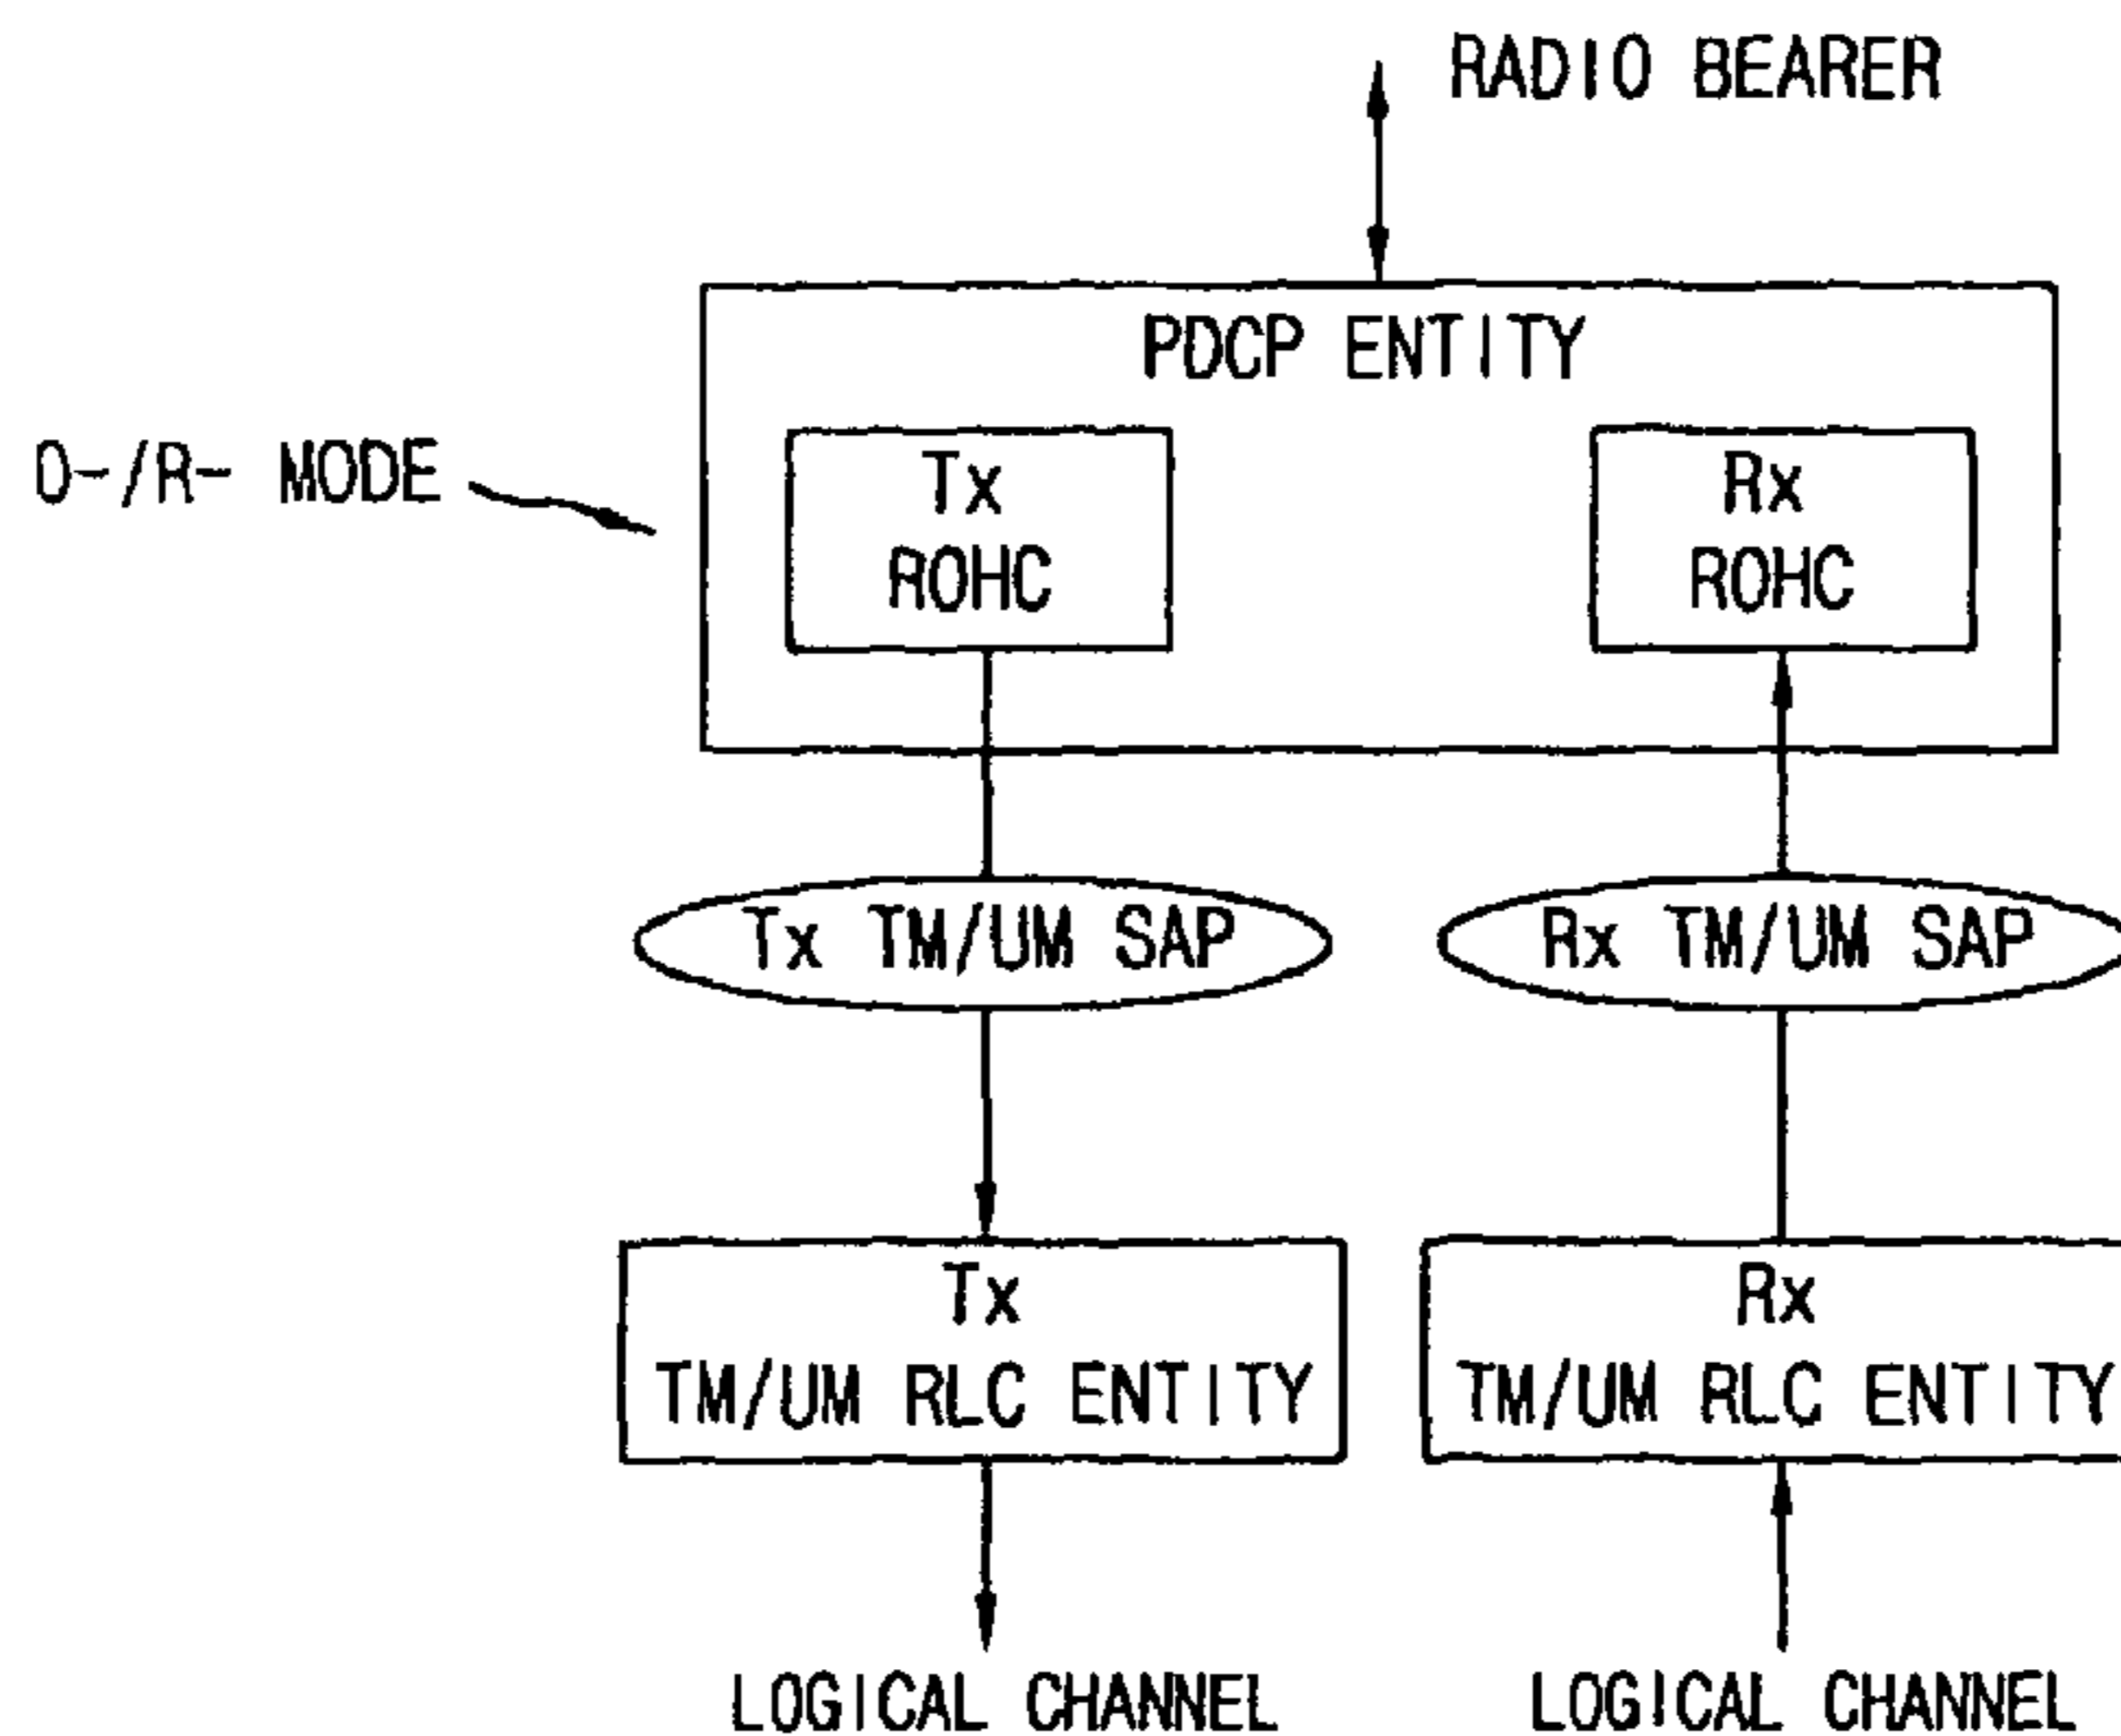 RADIO BEARER
PDCP ENTITY
O-/R- MODE
Tx
ROHC
Rx
ROHC
Tx TM/UM SAP
Rx TM/UM SAP
Tx
TM/UM RLC ENTITY
Rx
TM/UM RLC ENTITY
LOGICAL CHANNEL
LOGICAL CHANNEL